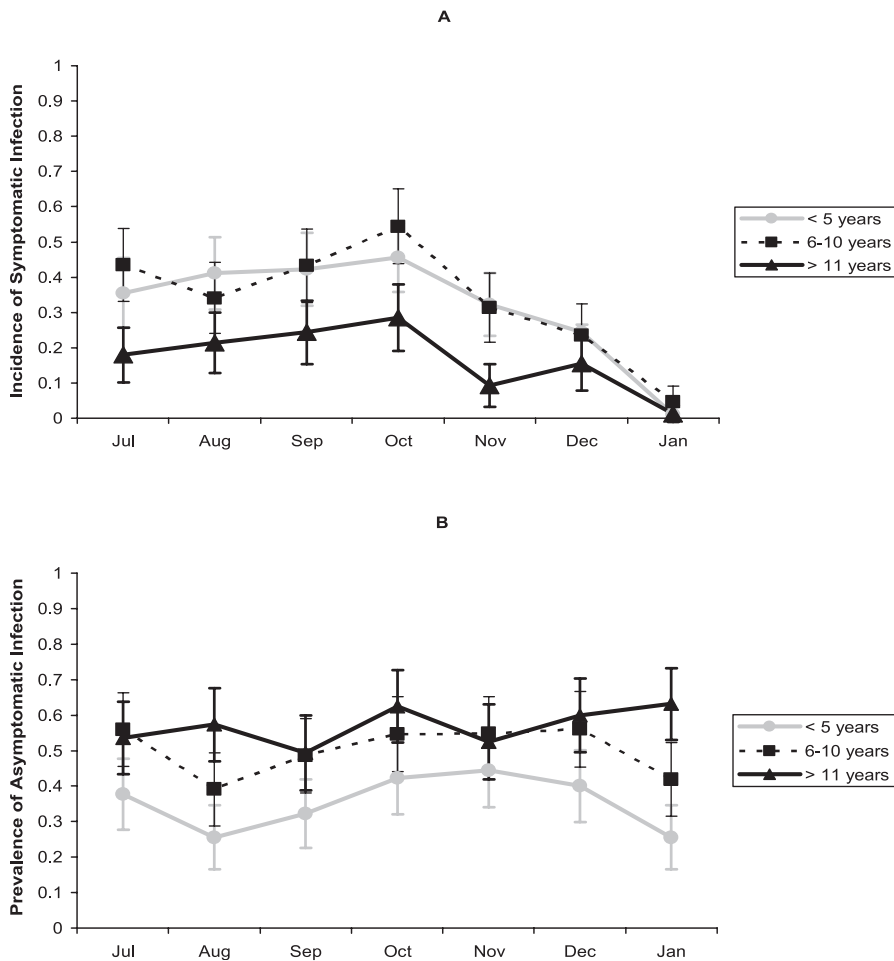 A
Incidence of Symptomatic Infection
1
0.9
0.8
0.7
0.6
0.5
0.4
0.3
0.2
0.1
0
Jul Aug Sep Oct Nov Dec Jan
< 5 years
6-10 years
> 11 years
B
Prevalence of Asymptomatic Infection
1
0.9
0.8
0.7
0.6
0.5
0.4
0.3
0.2
0.1
0
Jul Aug Sep Oct Nov Dec Jan
< 5 years
6-10 years
> 11 years